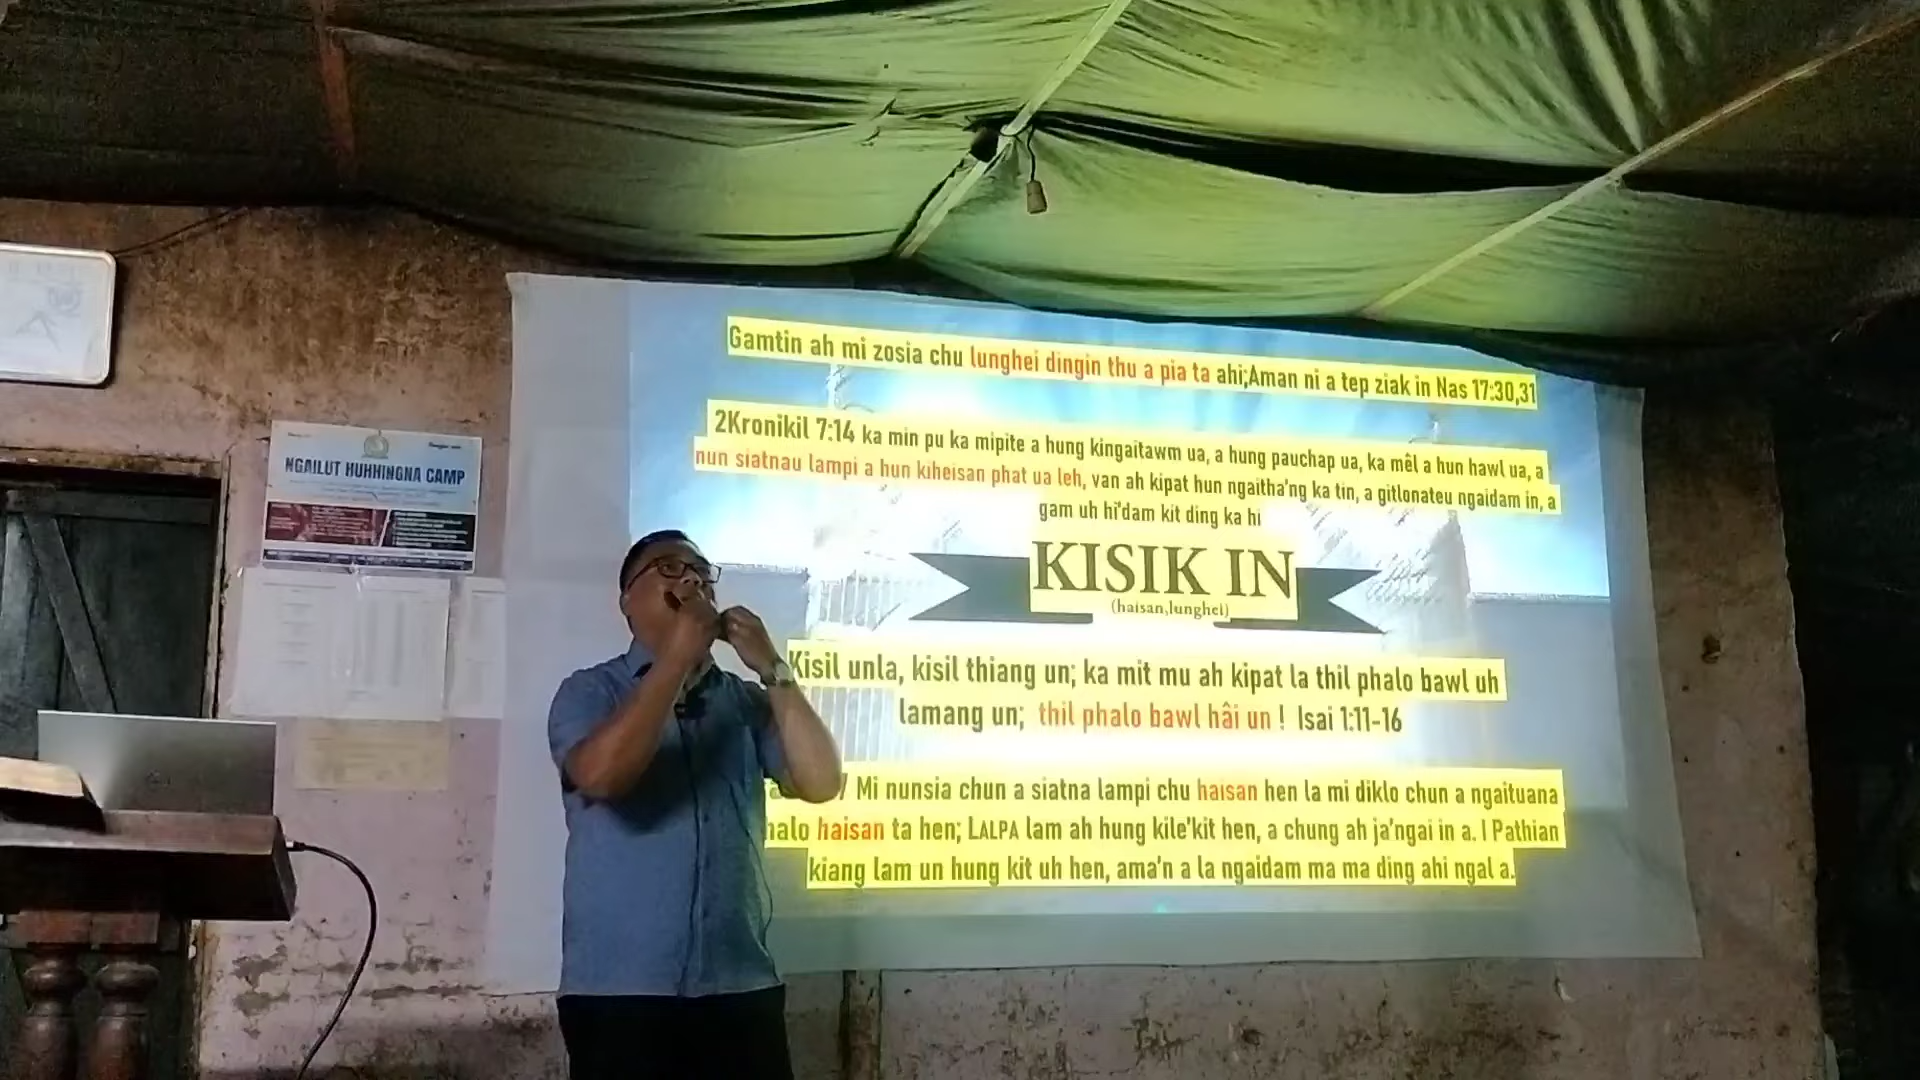 Gamtin ah mi zosia chu lunghei dingin thu a pia ta ahi;Aman ni a tep ziak in Nas 17:30,31
2Kronikil 7:14 ka min pu ka mipite a hung kingaitawm ua, a hung pauchap ua, ka mêl a hun hawl ua, a
nun siatnau lampi a hun kiheisan phat ua leh, van ah kipat hun ngaitha'ng ka tin, a gitlonateu ngaidam in, a
gam uh hi'dam kit ding ka hi
KISIK IN
(haisan,lunghei)
Kisil unla, kisil thiang un; ka mit mu ah kipat la thil phalo bawl uh
lamang un; thil phalo bawl hâi un ! Isai 1:11-16
7 Mi nunsia chun a siatna lampi chu haisan hen la mi diklo chun a ngaituana
halo haisan ta hen; LALPA lam ah hung kile'kit hen, a chung ah ja'ngai in a. I Pathian
kiang lam un hung kit uh hen, ama'n a la ngaidam ma ma ding ahi ngal a.
NGAILUT HUHHINGNA CAMP